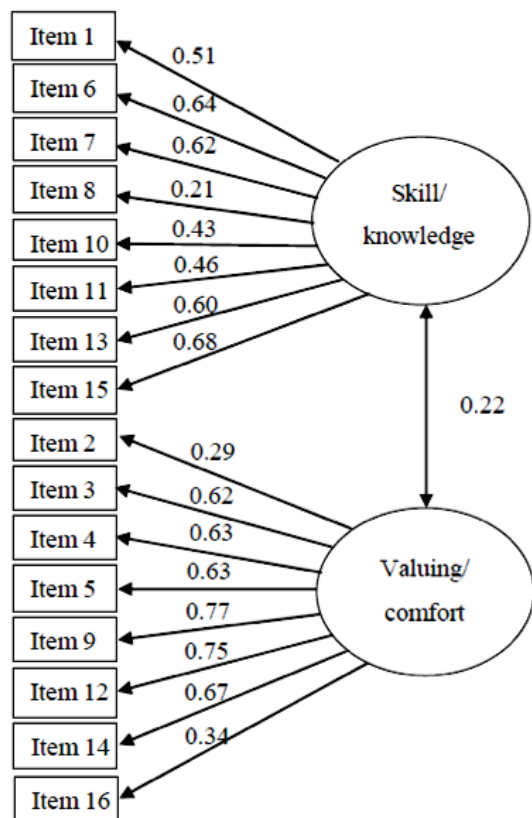 Item 1
0.51
Item 6
0.64
Item 7
0.62
Item 8
0.21
Skill/
knowledge
Item 10
0.43
Item 11
0.46
Item 13
0.60
Item 15
0.68
0.22
Item 2
0.29
Item 3
0.62
Item 4
0.63
Item 5
0.63
Valuing/
comfort
Item 9
0.77
Item 12
0.75
Item 14
0.67
0.34
Item 16